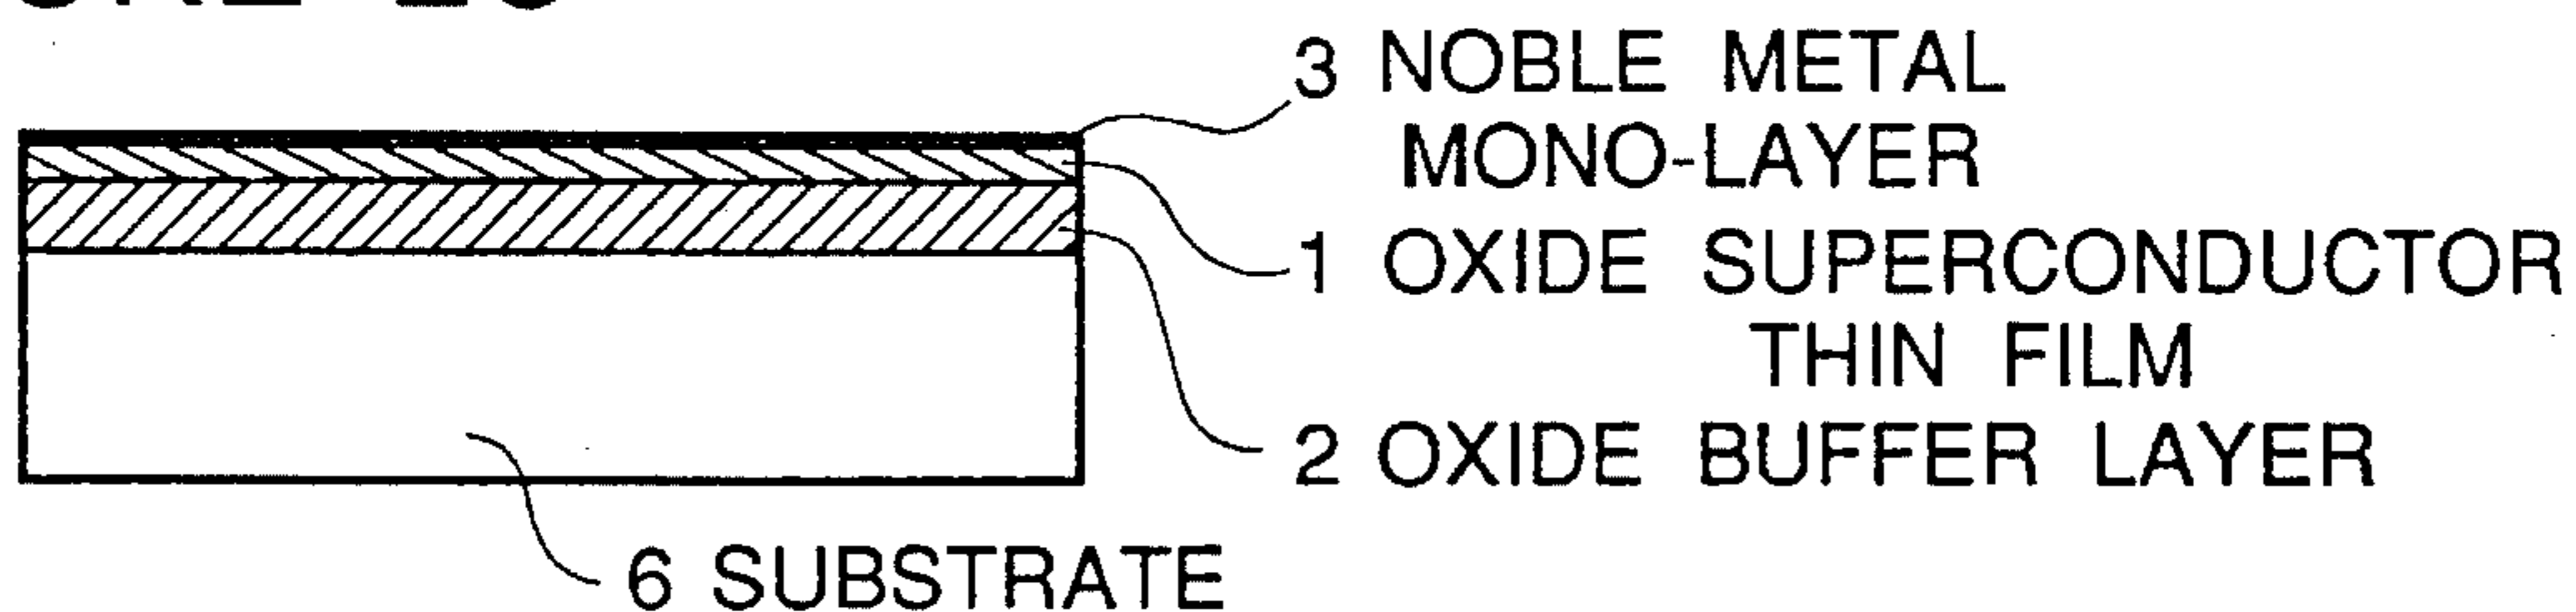 3 NOBLE METAL
MONO-LAYER
1 OXIDE SUPERCONDUCTOR
THIN FILM
2 OXIDE BUFFER LAYER
6 SUBSTRATE